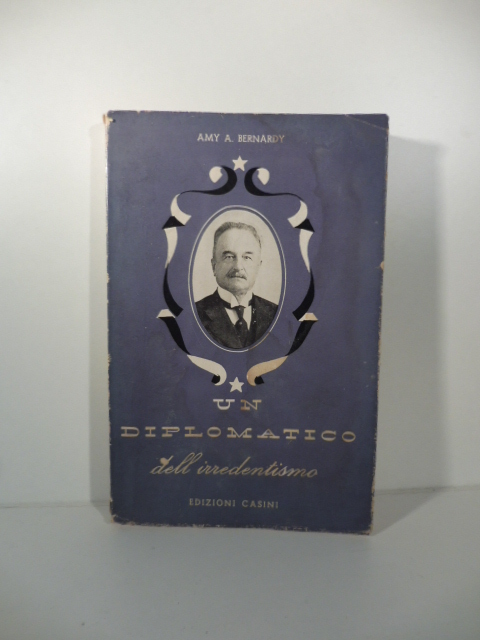 AMY A. BERNARDY
UN
DIPLOMATICO
dell'irredentismo
EDIZIONI CASINI